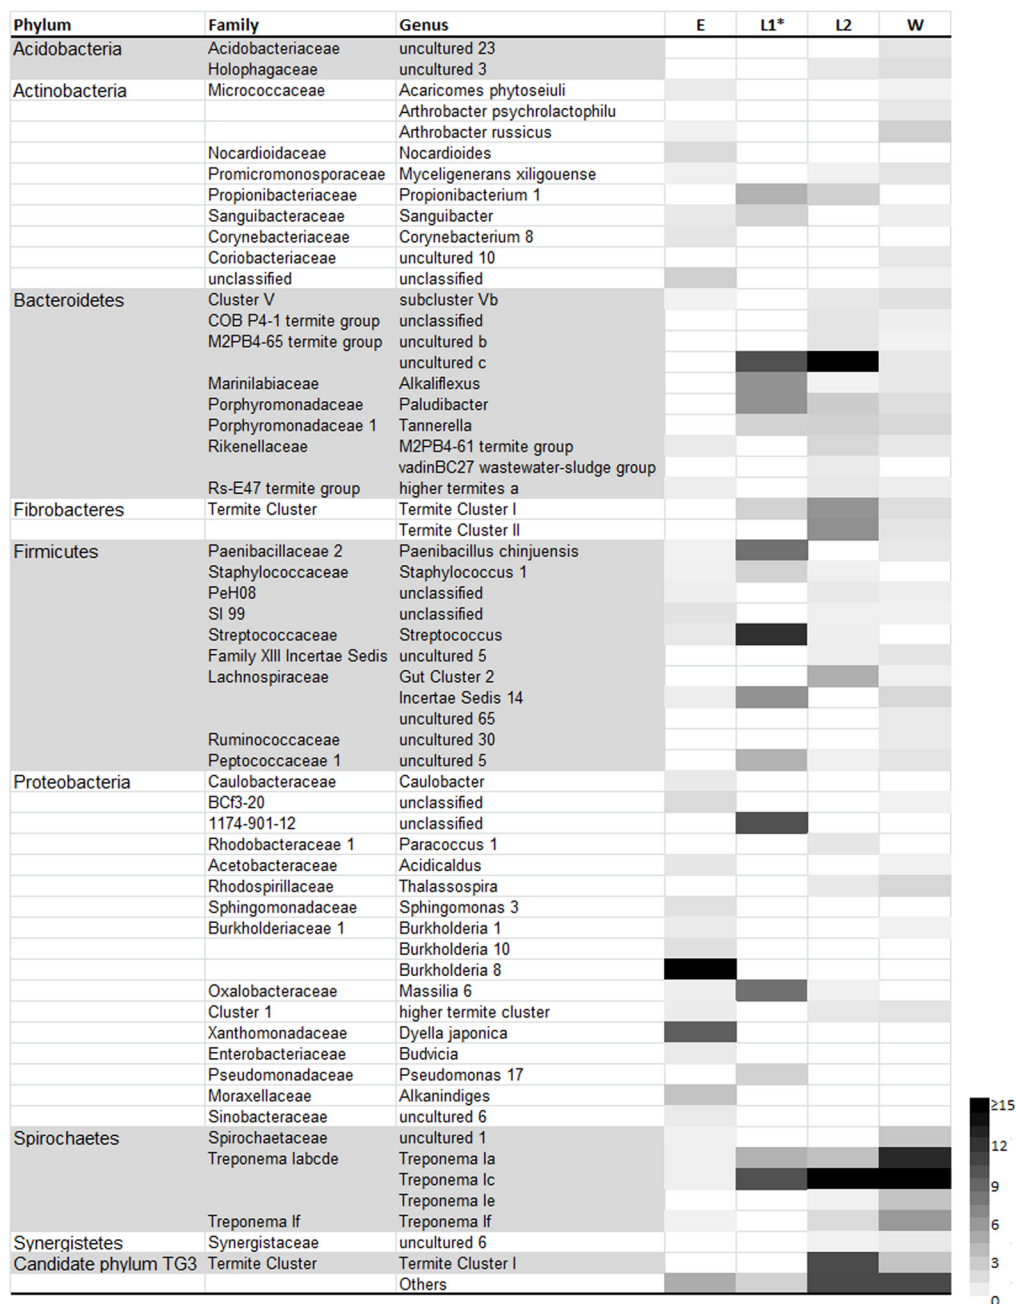 Phylum Family Genus E L1* L2 W
Acidobacteria Acidobacteriaceae uncultured 23
Holophagaceae uncultured 3
Actinobacteria Micrococcaceae Acaricomes phytoseiuli
Arthrobacter psychrolactophilu
Arthrobacter russicus
Nocardioidaceae Nocardioides
Promicromonosporaceae Myceligenerans xiligouense
Propionibacteriaceae Propionibacterium 1
Sanguibacteraceae Sanguibacter
Corynebacteriaceae Corynebacterium 8
Coriobacteriaceae uncultured 10
unclassified unclassified
Bacteroidetes Cluster V subcluster Vb
COB P4-1 termite group unclassified
M2PB4-65 termite group uncultured b
uncultured c
Marinilabiaceae Alkaliflexus
Porphyromonadaceae Paludibacter
Porphyromonadaceae 1 Tannerella
Rikenellaceae M2PB4-61 termite group
vadinBC27 wastewater-sludge group
Rs-E47 termite group higher termites a
Fibrobacteres Termite Cluster Termite Cluster I
Termite Cluster II
Firmicutes Paenibacillaceae 2 Paenibacillus chinjuensis
Staphylococcaceae Staphylococcus 1
PeH08 unclassified
SI 99 unclassified
Streptococcaceae Streptococcus
Family XIII Incertae Sedis uncultured 5
Lachnospiraceae Gut Cluster 2
Incertae Sedis 14
uncultured 65
Ruminococcaceae uncultured 30
Peptococcaceae 1 uncultured 5
Proteobacteria Caulobacteraceae Caulobacter
BCf3-20 unclassified
1174-901-12 unclassified
Rhodobacteraceae 1 Paracoccus 1
Acetobacteraceae Acidicaldus
Rhodospirillaceae Thalassospira
Sphingomonadaceae Sphingomonas 3
Burkholderiaceae 1 Burkholderia 1
Burkholderia 10
Burkholderia 8
Oxalobacteraceae Massilia 6
Cluster 1 higher termite cluster
Xanthomonadaceae Dyella japonica
Enterobacteriaceae Budvicia
Pseudomonadaceae Pseudomonas 17
Moraxellaceae Alkanindiges
Sinobacteraceae uncultured 6
Spirochaetes Spirochaetaceae uncultured 1
Treponema Iabcde Treponema Ia
Treponema Ic
Treponema Ie
Treponema If Treponema If
Synergistetes Synergistaceae uncultured 6
Candidate phylum TG3 Termite Cluster Termite Cluster I
Others
≥15
12
9
6
3
0